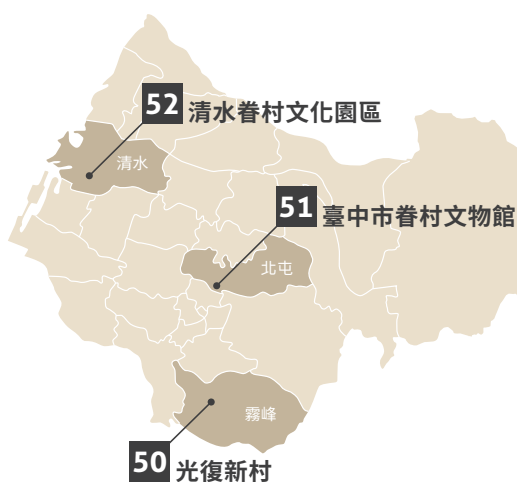 52 清水眷村文化園區
清水
51 臺中市眷村文物館
北屯
霧峰
50 光復新村